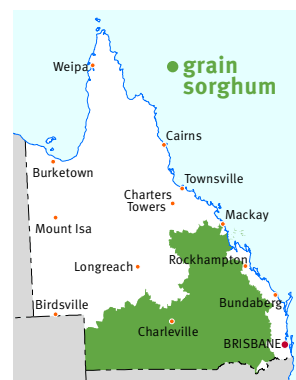 Weipa
grain
sorghum
Cairns
Burketown
Townsville
Charters
Towers
Mackay
Mount Isa
Rockhampton
Longreach
Birdsville
Bundaberg
Charleville
BRISBANE